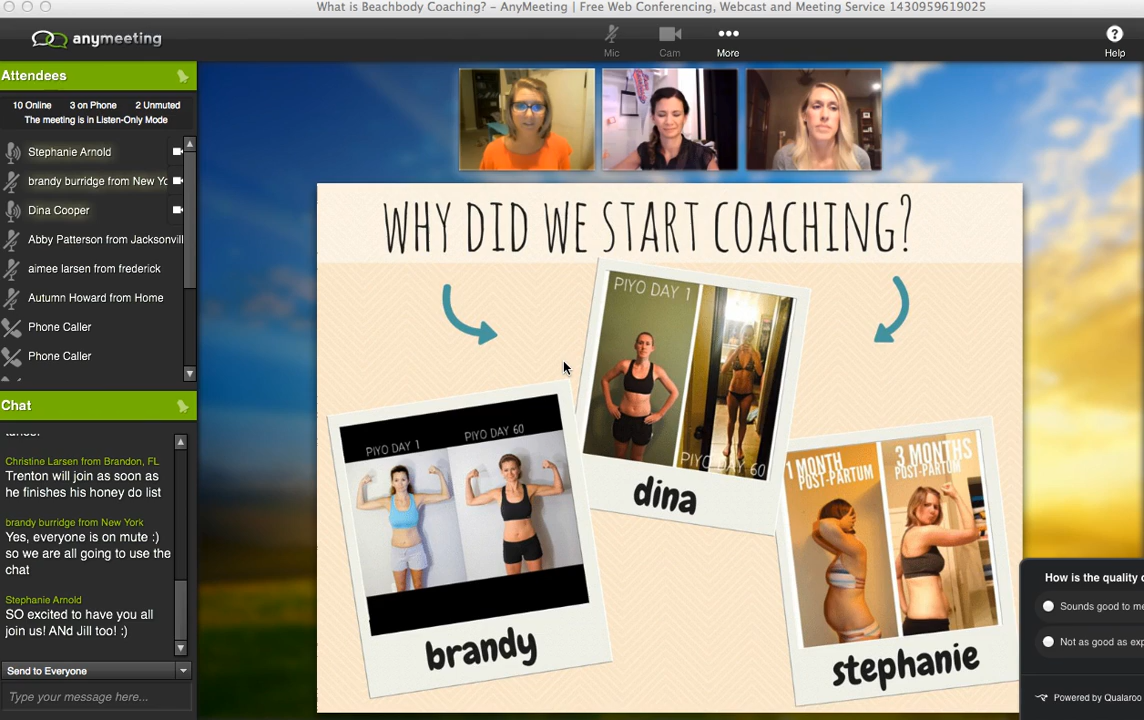 What is Beachbody Coaching? - AnyMeeting | Free Web Conferencing, Webcast and Meeting Service 1430959619025
anymeeting
Mic
Cam
More
Help
Attendees
10 Online 3 on Phone 2 Unmuted
The meeting is in Listen-Only Mode
Stephanie Arnold
brandy burridge from New Yo
Dina Cooper
Abby Patterson from Jacksonvill
aimee larsen from frederick
Autumn Howard from Home
Phone Caller
Phone Caller
Chat
Christine Larsen from Brandon, FL
Trenton will join as soon as
he finishes his honey do list
brandy burridge from New York
Yes, everyone is on mute :)
so we are all going to use the
chat
Stephanie Arnold
SO excited to have you all
join us! ANd Jill too! :)
Send to Everyone
Type your message here...
WHY DID WE START COACHING?
PIYO DAY 1
PIYO DAY 60
dina
PIYO DAY 1
PIYO DAY 60
brandy
1 MONTH
POST-PARTUM
3 MONTHS
POST-PARTUM
stephanie
How is the quality
Sounds good to me
Not as good as exp
Powered by Qualaroo